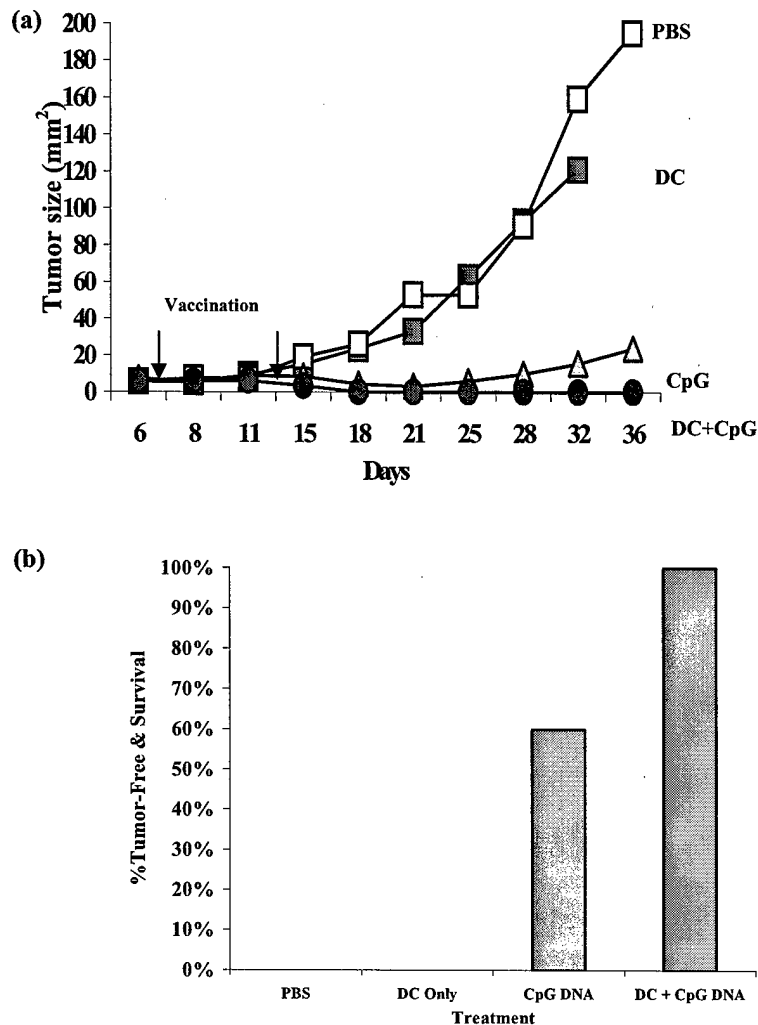 (a)
Tumor size (mm²)
200
180
160
140
120
100
80
60
40
20
0
PBS
DC
Vaccination
CpG
DC+CpG
6 8 11 15 18 21 25 28 32 36
Days
(b)
%Tumor-Free & Survival
100%
90%
80%
70%
60%
50%
40%
30%
20%
10%
0%
PBS DC Only CpG DNA DC + CpG DNA
Treatment